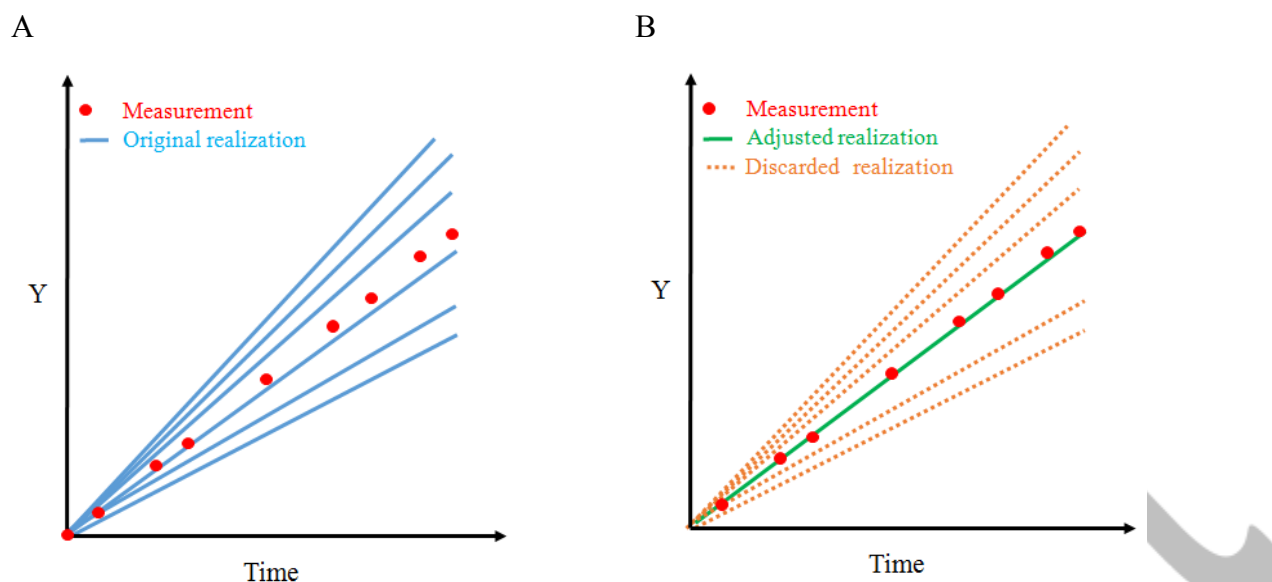 A
Measurement
Original realization
Y
Time
B
Measurement
Adjusted realization
Discarded realization
Y
Time